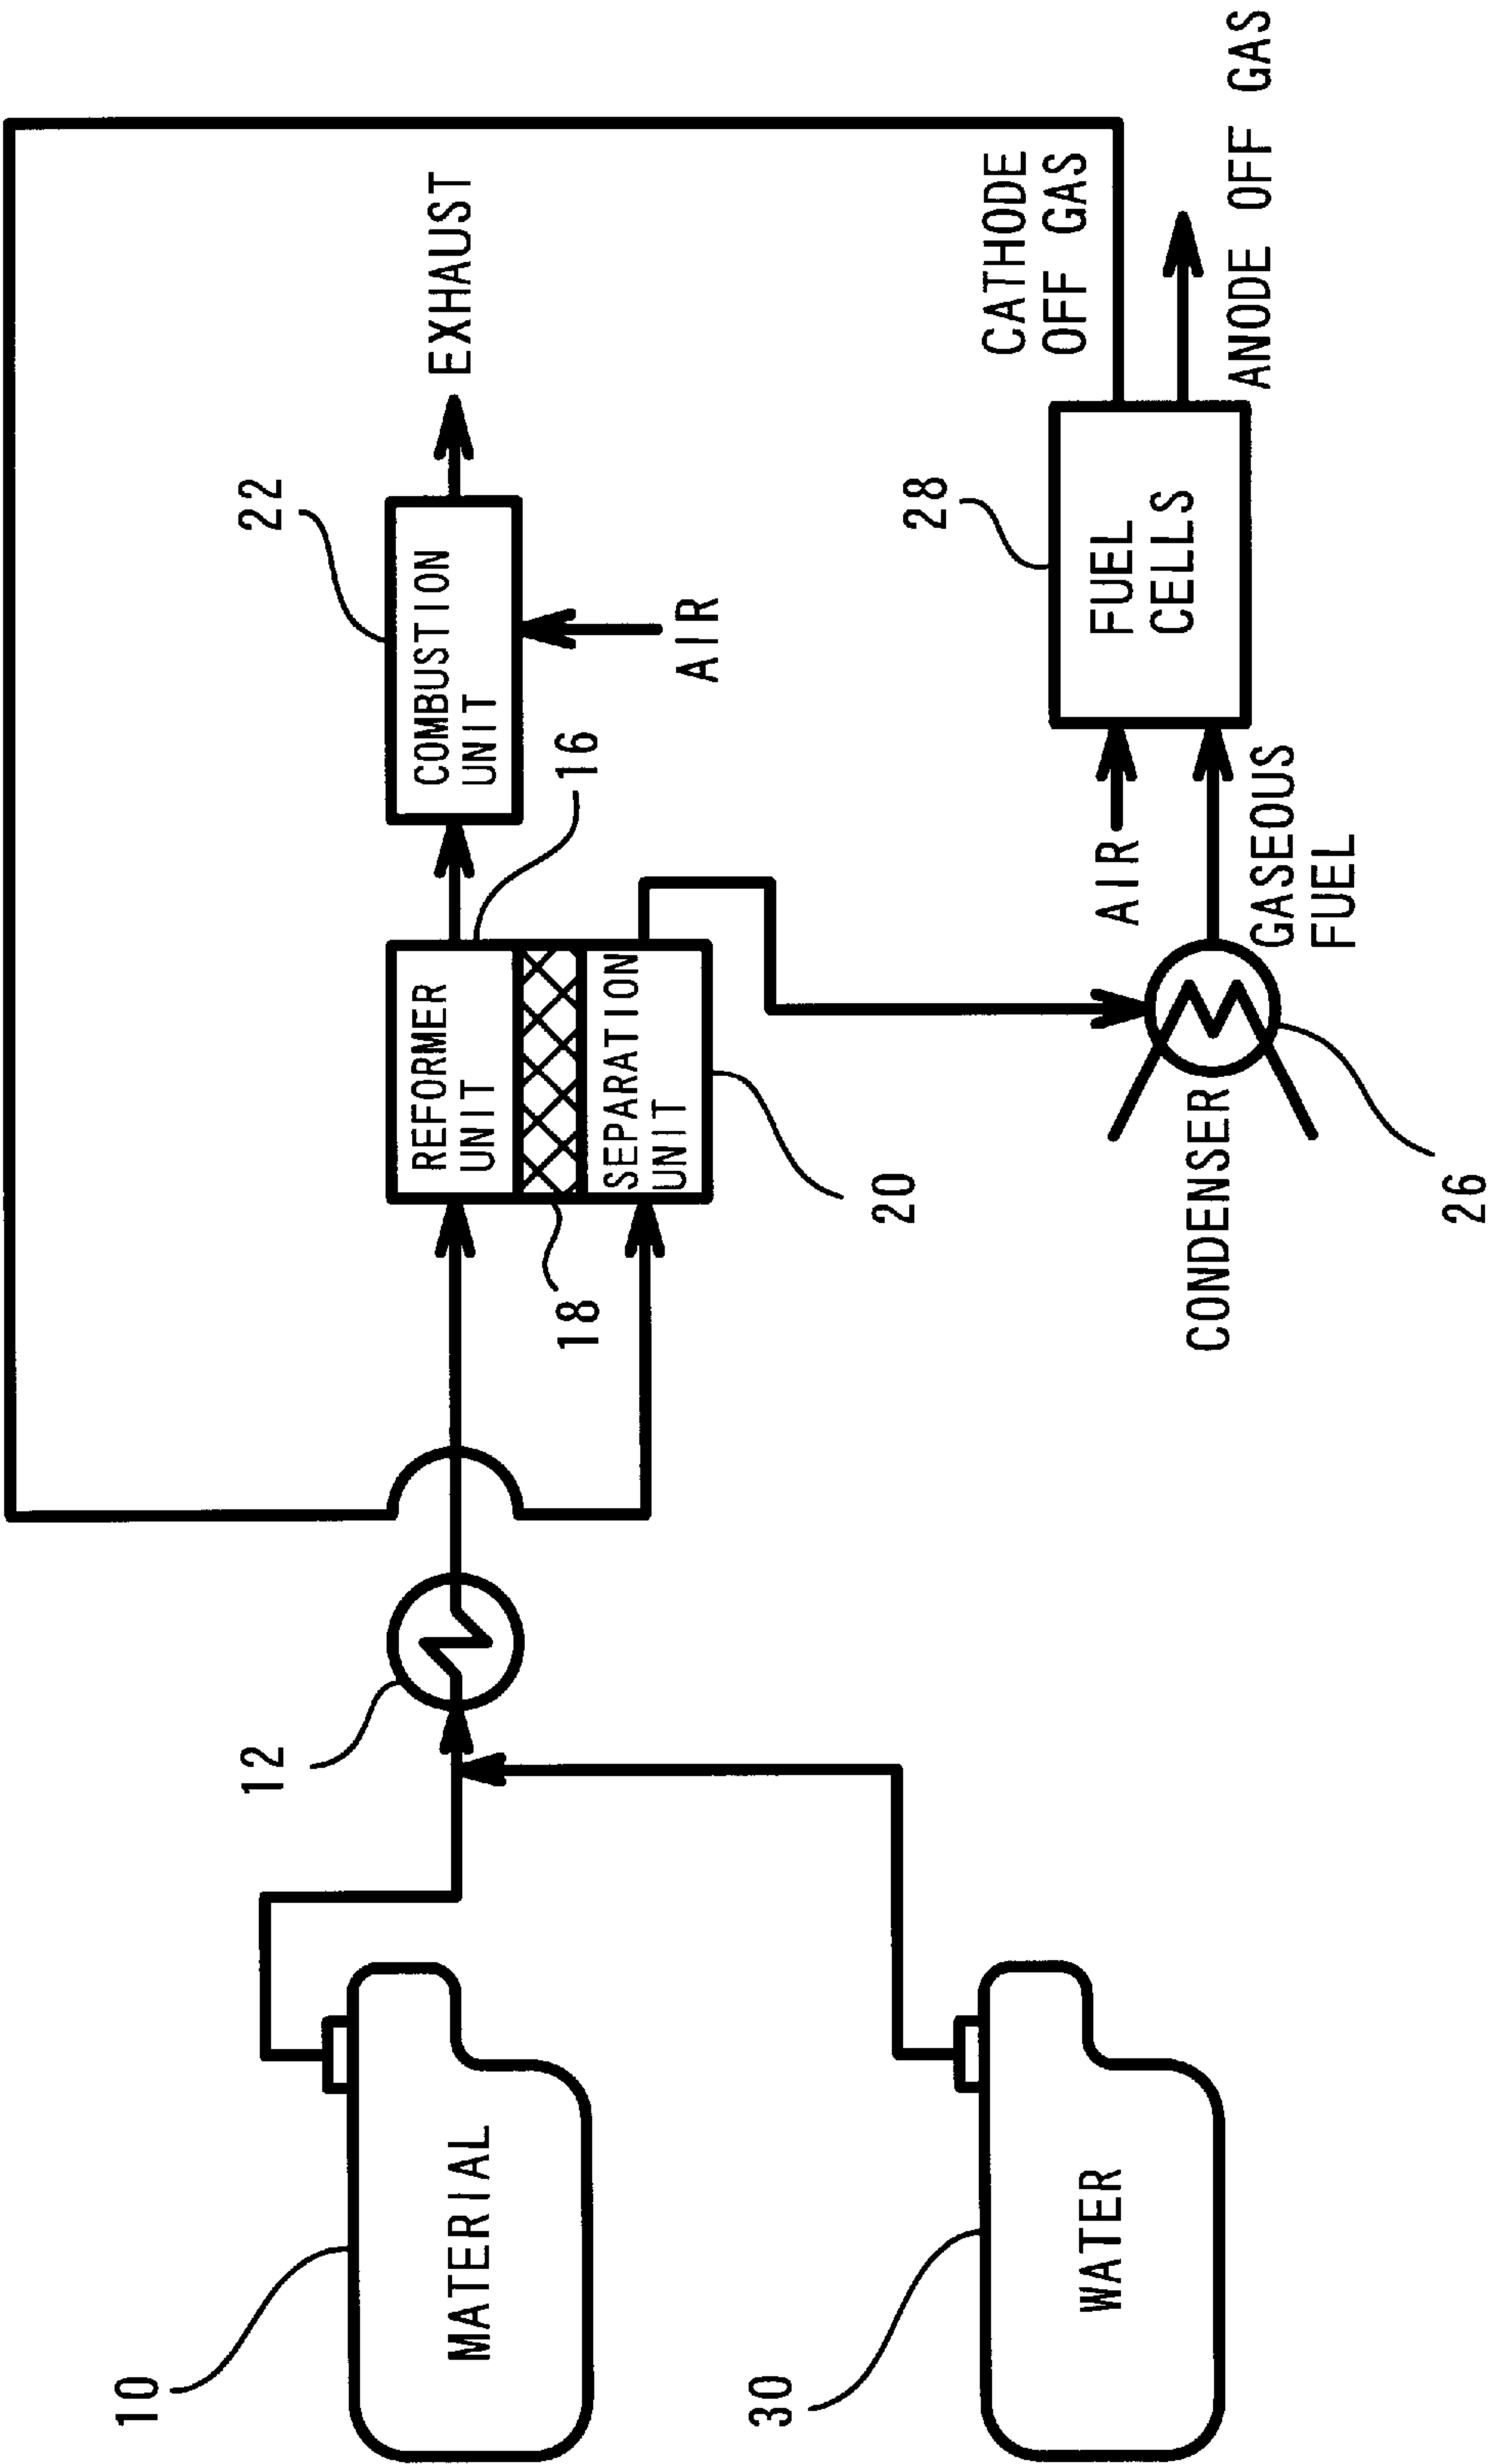 22
EXHAUST
COMBUSTION
UNIT
AIR
16
REFORMER
UNIT
SEPARATION
UNIT
18
20
12
10
MATERIAL
30
WATER
CATHODE
OFF GAS
ANODE OFF GAS
28
FUEL
CELLS
AIR
GASEOUS
FUEL
CONDENSER
26